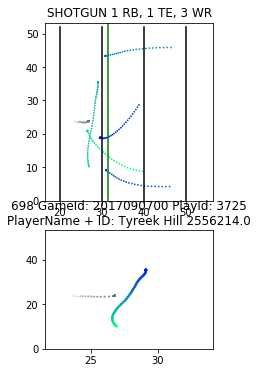 SHOTGUN 1 RB, 1 TE, 3 WR
50
40
30
20
10
0
20 30 40 50
698 GameId: 2017090700 PlayId: 3725
PlayerName + ID: Tyreek Hill 2556214.0
40
20
0
25 30